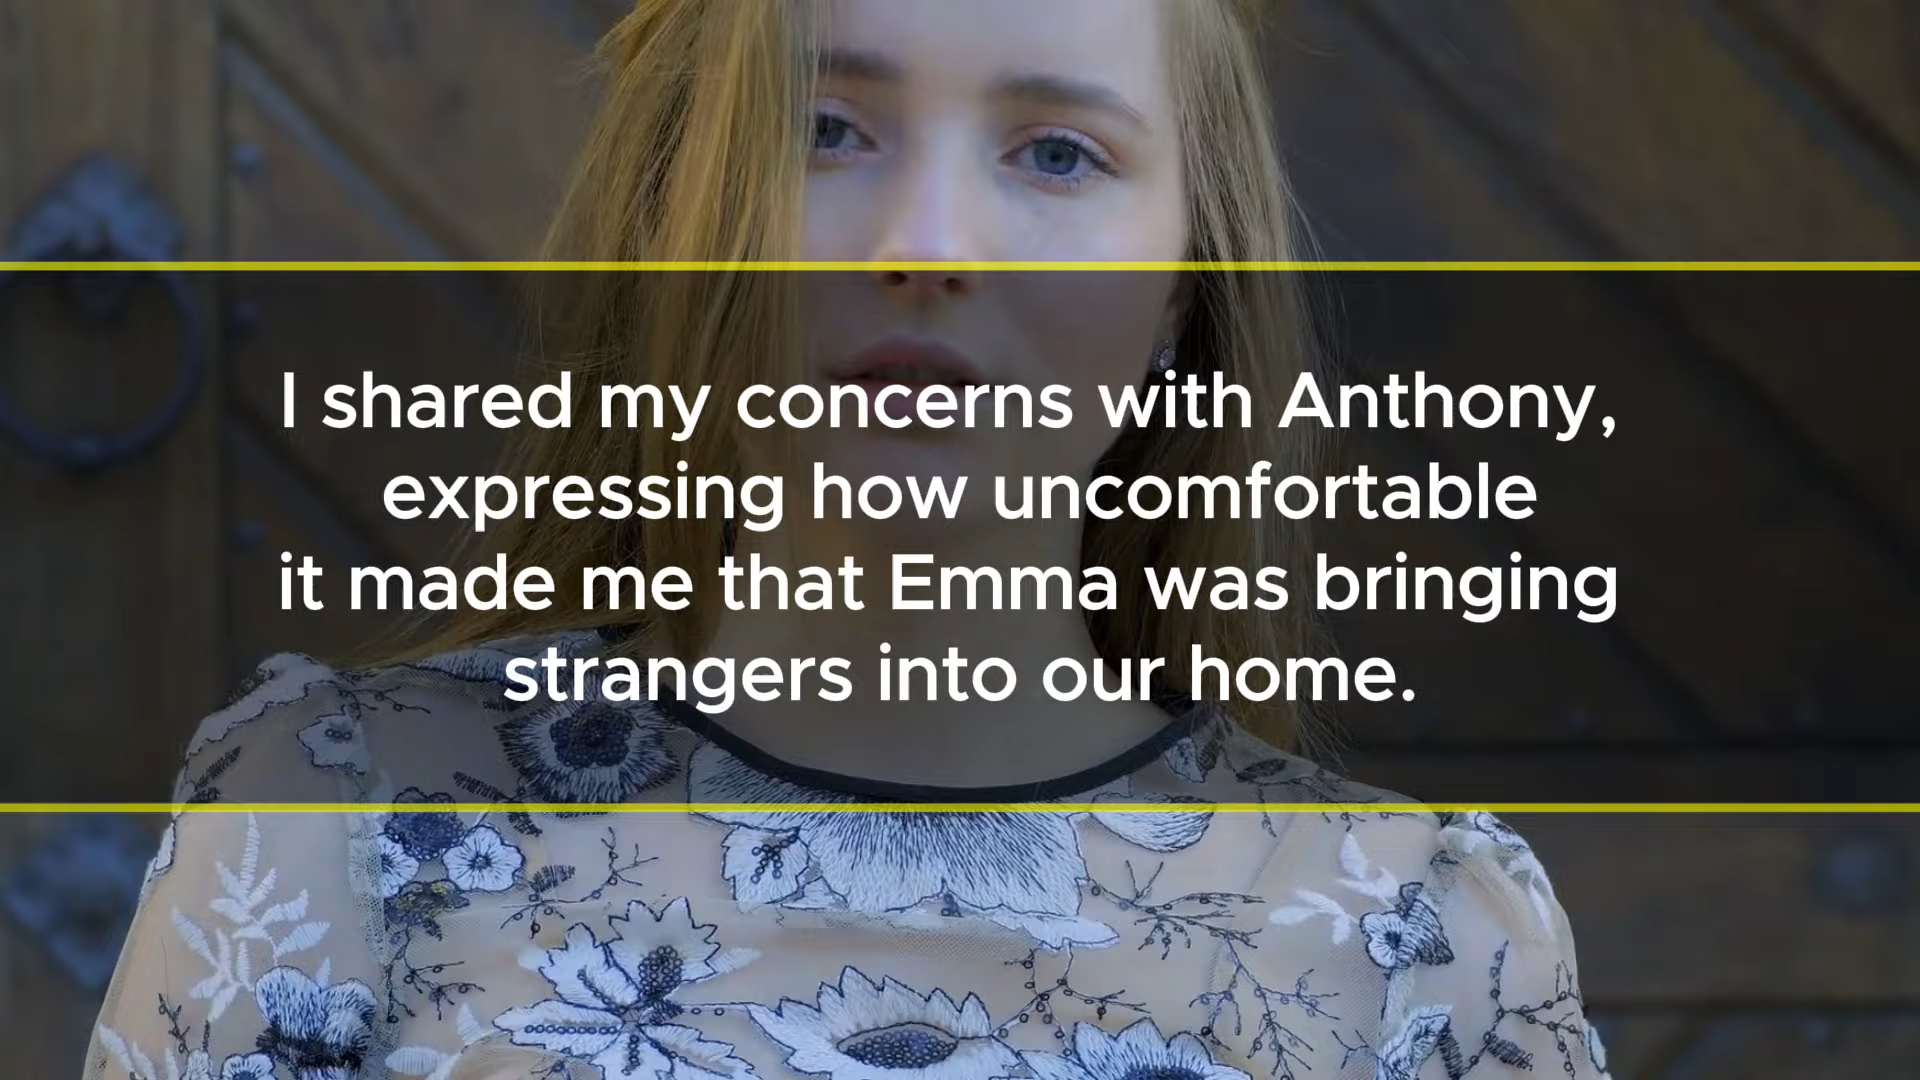 I shared my concerns with Anthony,
expressing how uncomfortable
it made me that Emma was bringing
strangers into our home.